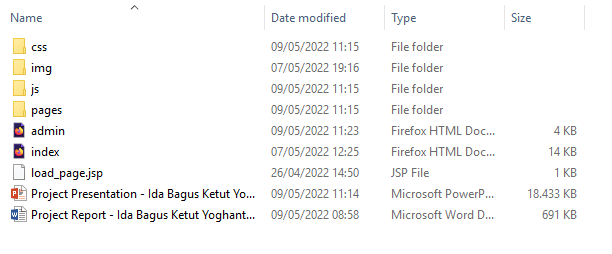 Name Date modified Type Size
css 09/05/2022 11:15 File folder
img 07/05/2022 19:16 File folder
js 09/05/2022 11:15 File folder
pages 09/05/2022 11:15 File folder
admin 09/05/2022 11:23 Firefox HTML Doc... 4 KB
index 07/05/2022 12:25 Firefox HTML Doc... 14 KB
load_page.jsp 26/04/2022 14:50 JSP File 1 KB
Project Presentation - Ida Bagus Ketut Yo... 09/05/2022 11:14 Microsoft PowerP... 18.433 KB
Project Report - Ida Bagus Ketut Yoghant... 09/05/2022 08:58 Microsoft Word D... 691 KB